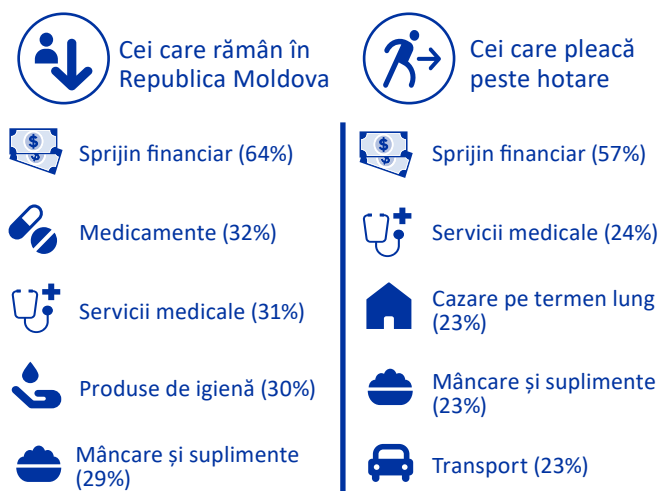 Cei care rămân în
Republica Moldova
Sprijin financiar (64%)
Medicamente (32%)
Servicii medicale (31%)
Produse de igienă (30%)
Mâncare și suplimente
(29%)
Cei care pleacă
peste hotare
Sprijin financiar (57%)
Servicii medicale (24%)
Cazare pe termen lung
(23%)
Mâncare și suplimente
(23%)
Transport (23%)